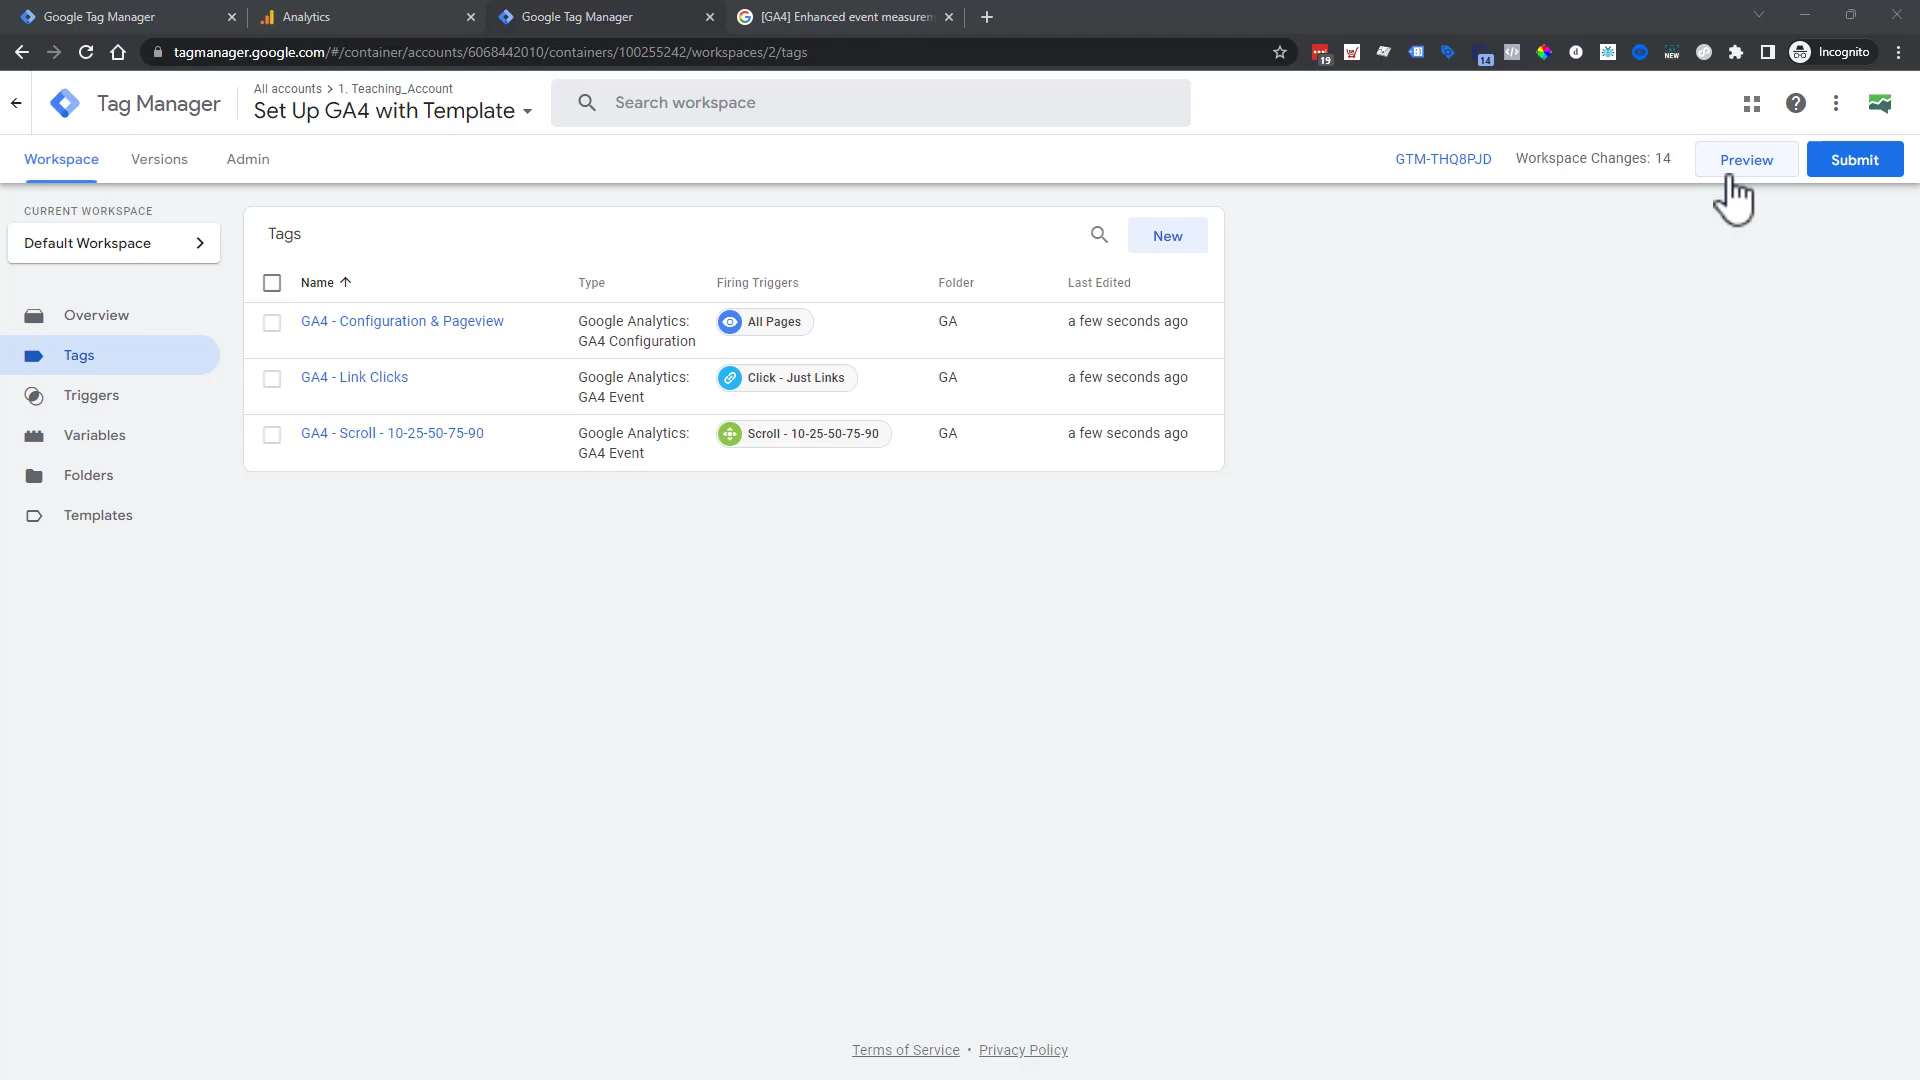 Google Tag Manager
Analytics
Google Tag Manager
[GA4] Enhanced event measurem
tagmanager.google.com/#/container/accounts/6068442010/containers/100255242/workspaces/2/tags
19
14
NEW
Incognito
Tag Manager
All accounts > 1. Teaching_Account
Set Up GA4 with Template
Search workspace
Workspace
Versions
Admin
GTM-THQ8PJD
Workspace Changes: 14
Preview
Submit
CURRENT WORKSPACE
Default Workspace
Overview
Tags
Triggers
Variables
Folders
Templates
Tags
New
Name
Type
Firing Triggers
Folder
Last Edited
GA4 - Configuration & Pageview
Google Analytics:
GA4 Configuration
All Pages
GA
a few seconds ago
GA4 - Link Clicks
Google Analytics:
GA4 Event
Click - Just Links
GA
a few seconds ago
GA4 - Scroll - 10-25-50-75-90
Google Analytics:
GA4 Event
Scroll - 10-25-50-75-90
GA
a few seconds ago
Terms of Service • Privacy Policy